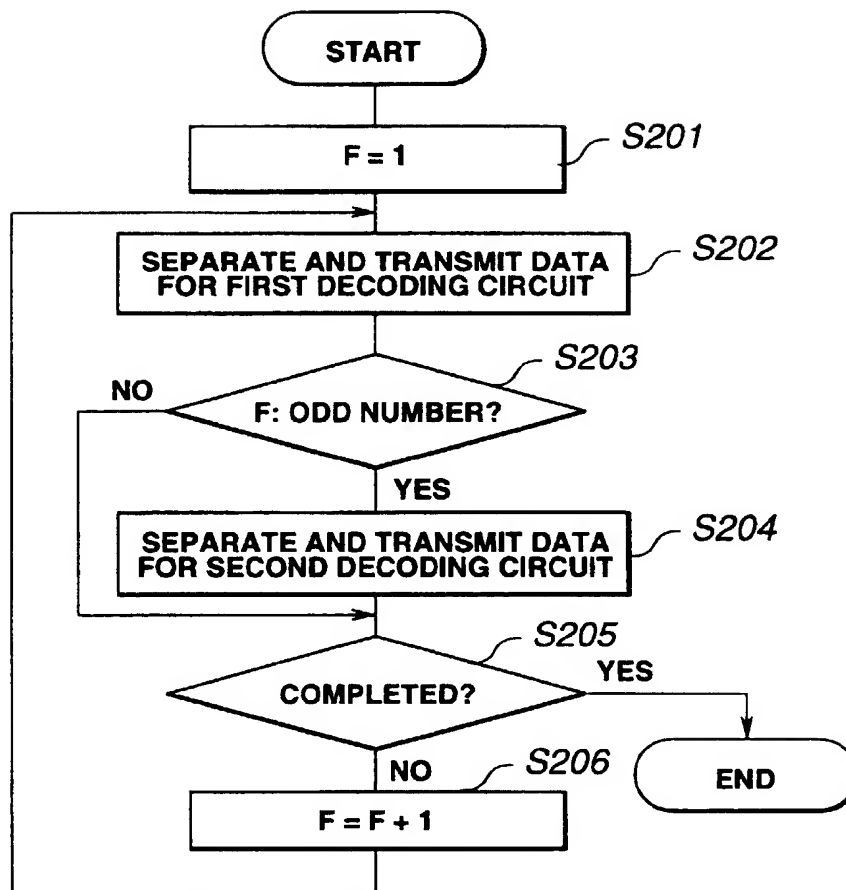 START
F = 1
S201
SEPARATE AND TRANSMIT DATA
FOR FIRST DECODING CIRCUIT
S202
S203
NO
F: ODD NUMBER?
YES
SEPARATE AND TRANSMIT DATA
FOR SECOND DECODING CIRCUIT
S204
S205
COMPLETED?
YES
NO
S206
END
F = F + 1